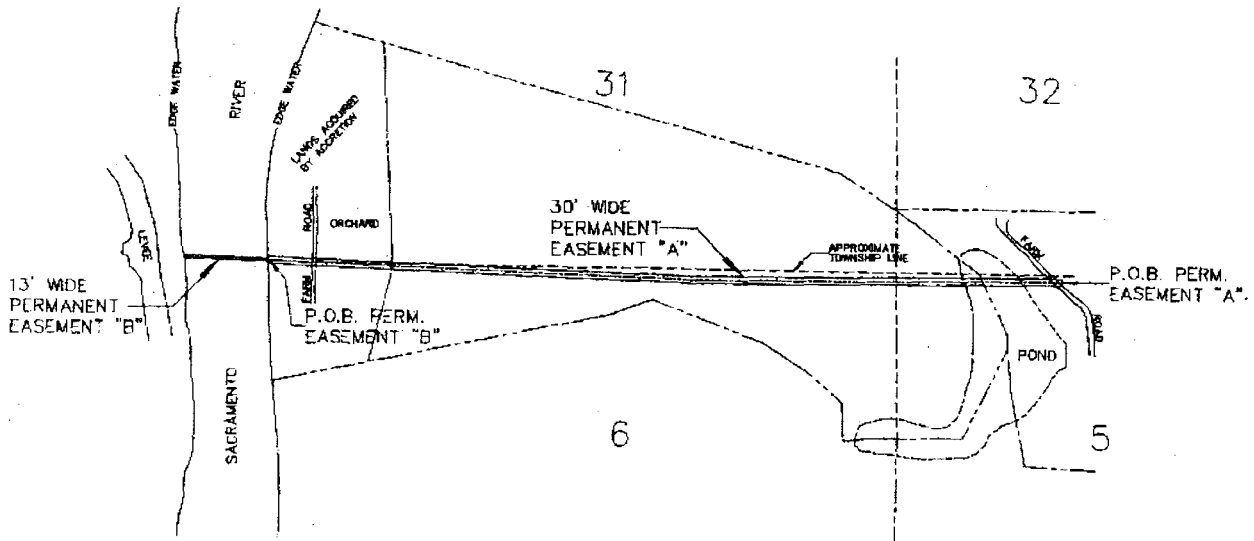 31
32
EDGE WATER
RIVER
EDGE WATER
LANDS ACQUIRED
BY ACCRETION
LEVEE
ROAD
ORCHARD
FARM
30' WIDE
PERMANENT
EASEMENT "A"
APPROXIMATE
TOWNSHIP LINE
FARM
ROAD
P.O.B. PERM.
EASEMENT "A".
13' WIDE
PERMANENT
EASEMENT "B"
P.O.B. PERM.
EASEMENT "B"
POND
SACRAMENTO
6
5